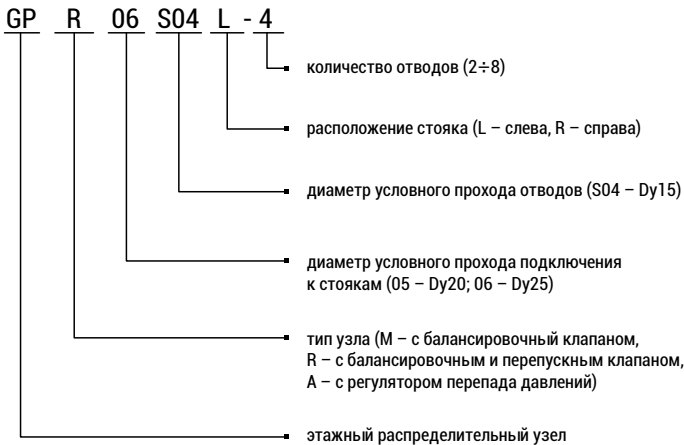 GP R 06 S04 L - 4
количество отводов (2÷8)
расположение стояка (L – слева, R – справа)
диаметр условного прохода отводов (S04 – Dy15)
диаметр условного прохода подключения
к стоякам (05 – Dy20; 06 – Dy25)
тип узла (M – с балансировочный клапаном,
R – с балансировочным и перепускным клапаном,
A – с регулятором перепада давлений)
этажный распределительный узел